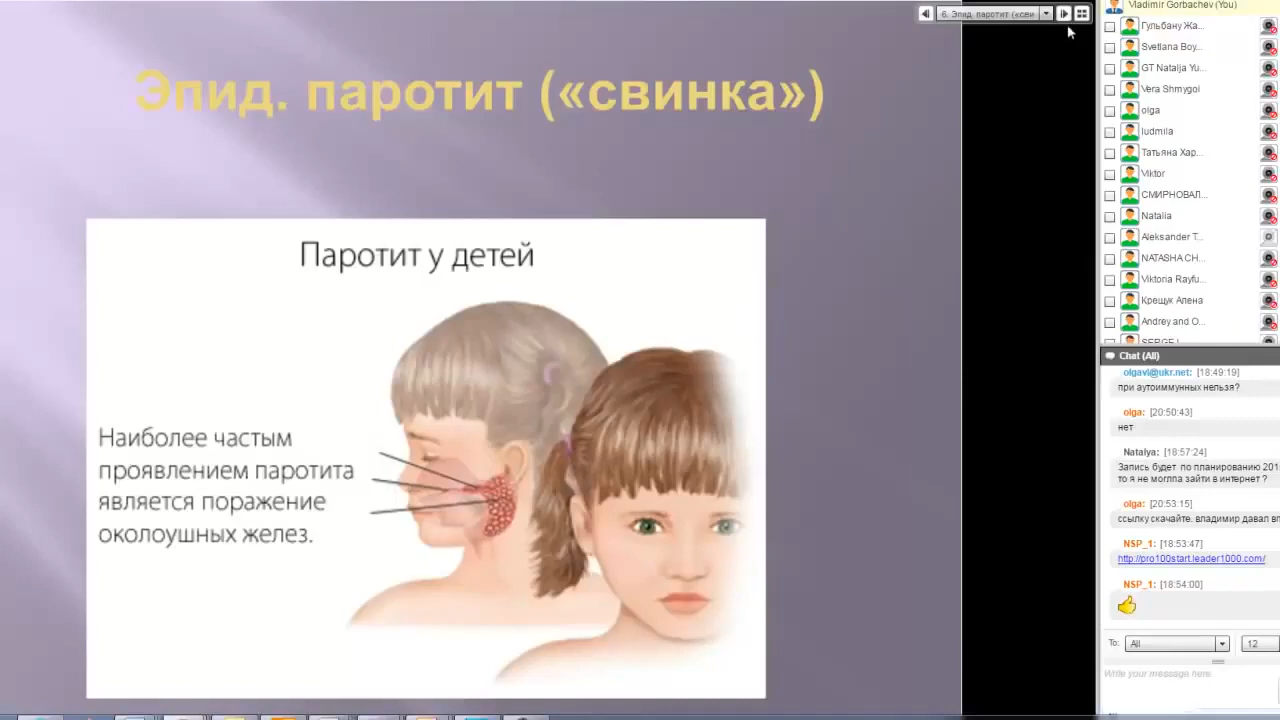 Эпид. паротит («свинка»)
Паротит у детей
Наиболее частым
проявлением паротита
является поражение
околоушных желез.
6. Эпид. паротит («сви
Vladimir Gorbachev (You)
Гульбану Жа...
Svetlana Boy...
GT Natalja Yu...
Vera Shmygol
olga
ludmila
Татьяна Хар...
Viktor
СМИРНОВАЛ...
Natalia
Aleksander T...
NATASHA CH...
Viktoria Rayfu...
Крещук Алена
Andrey and O...
Chat (All)
olgavl@ukr.net: [18:49:19]
при аутоиммунных нельзя?
olga: [20:50:43]
нет
Natalya: [18:57:24]
Запись будет по планированию 201
то я не моглпа зайти в интернет ?
olga: [20:53:15]
ссылку скачайте. владимир давал
NSP_1: [18:53:47]
http://pro100start.leader1000.com/
NSP_1: [18:54:00]
To: All 12
Write your message here.